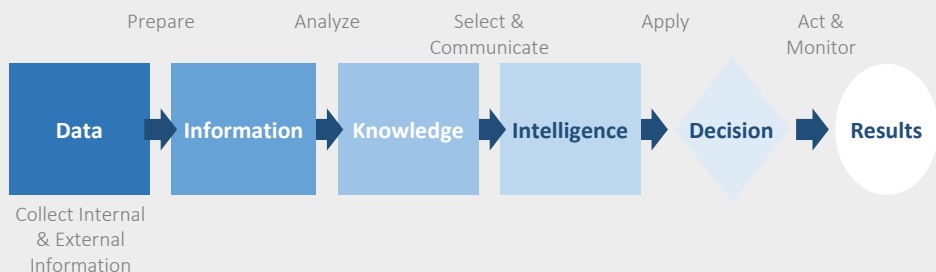 Prepare
Analyze
Select &
Communicate
Apply
Act &
Monitor
Data
Information
Knowledge
Intelligence
Decision
Results
Collect Internal
& External
Information